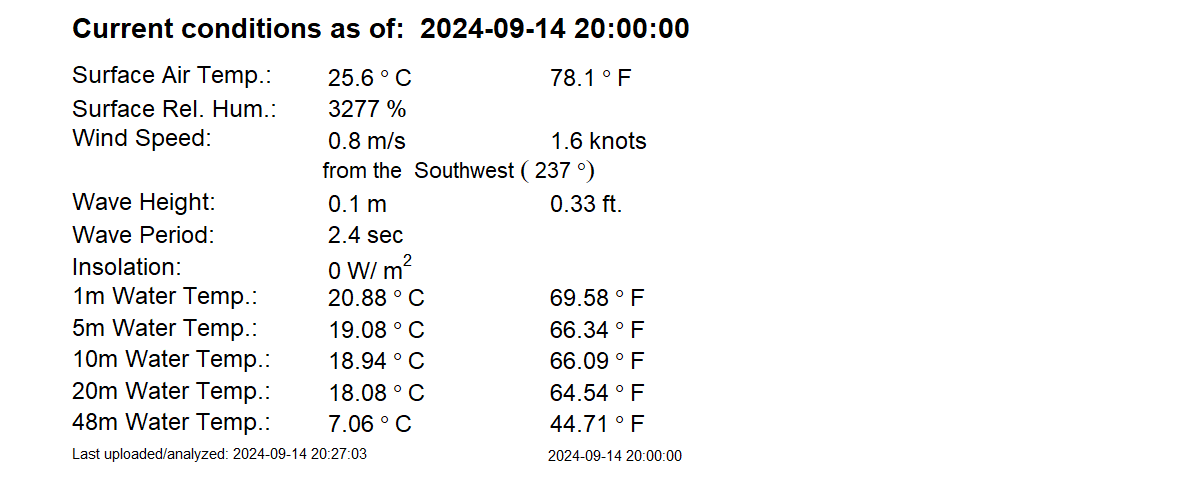 Current conditions as of: 2024-09-14 20:00:00
Surface Air Temp.: 25.6 ° C 78.1 ° F
Surface Rel. Hum.: 3277 %
Wind Speed: 0.8 m/s 1.6 knots
from the Southwest ( 237 °)
Wave Height: 0.1 m 0.33 ft.
Wave Period: 2.4 sec
Insolation: 0 W/ m²
1m Water Temp.: 20.88 ° C 69.58 ° F
5m Water Temp.: 19.08 ° C 66.34 ° F
10m Water Temp.: 18.94 ° C 66.09 ° F
20m Water Temp.: 18.08 ° C 64.54 ° F
48m Water Temp.: 7.06 ° C 44.71 ° F
Last uploaded/analyzed: 2024-09-14 20:27:03 2024-09-14 20:00:00